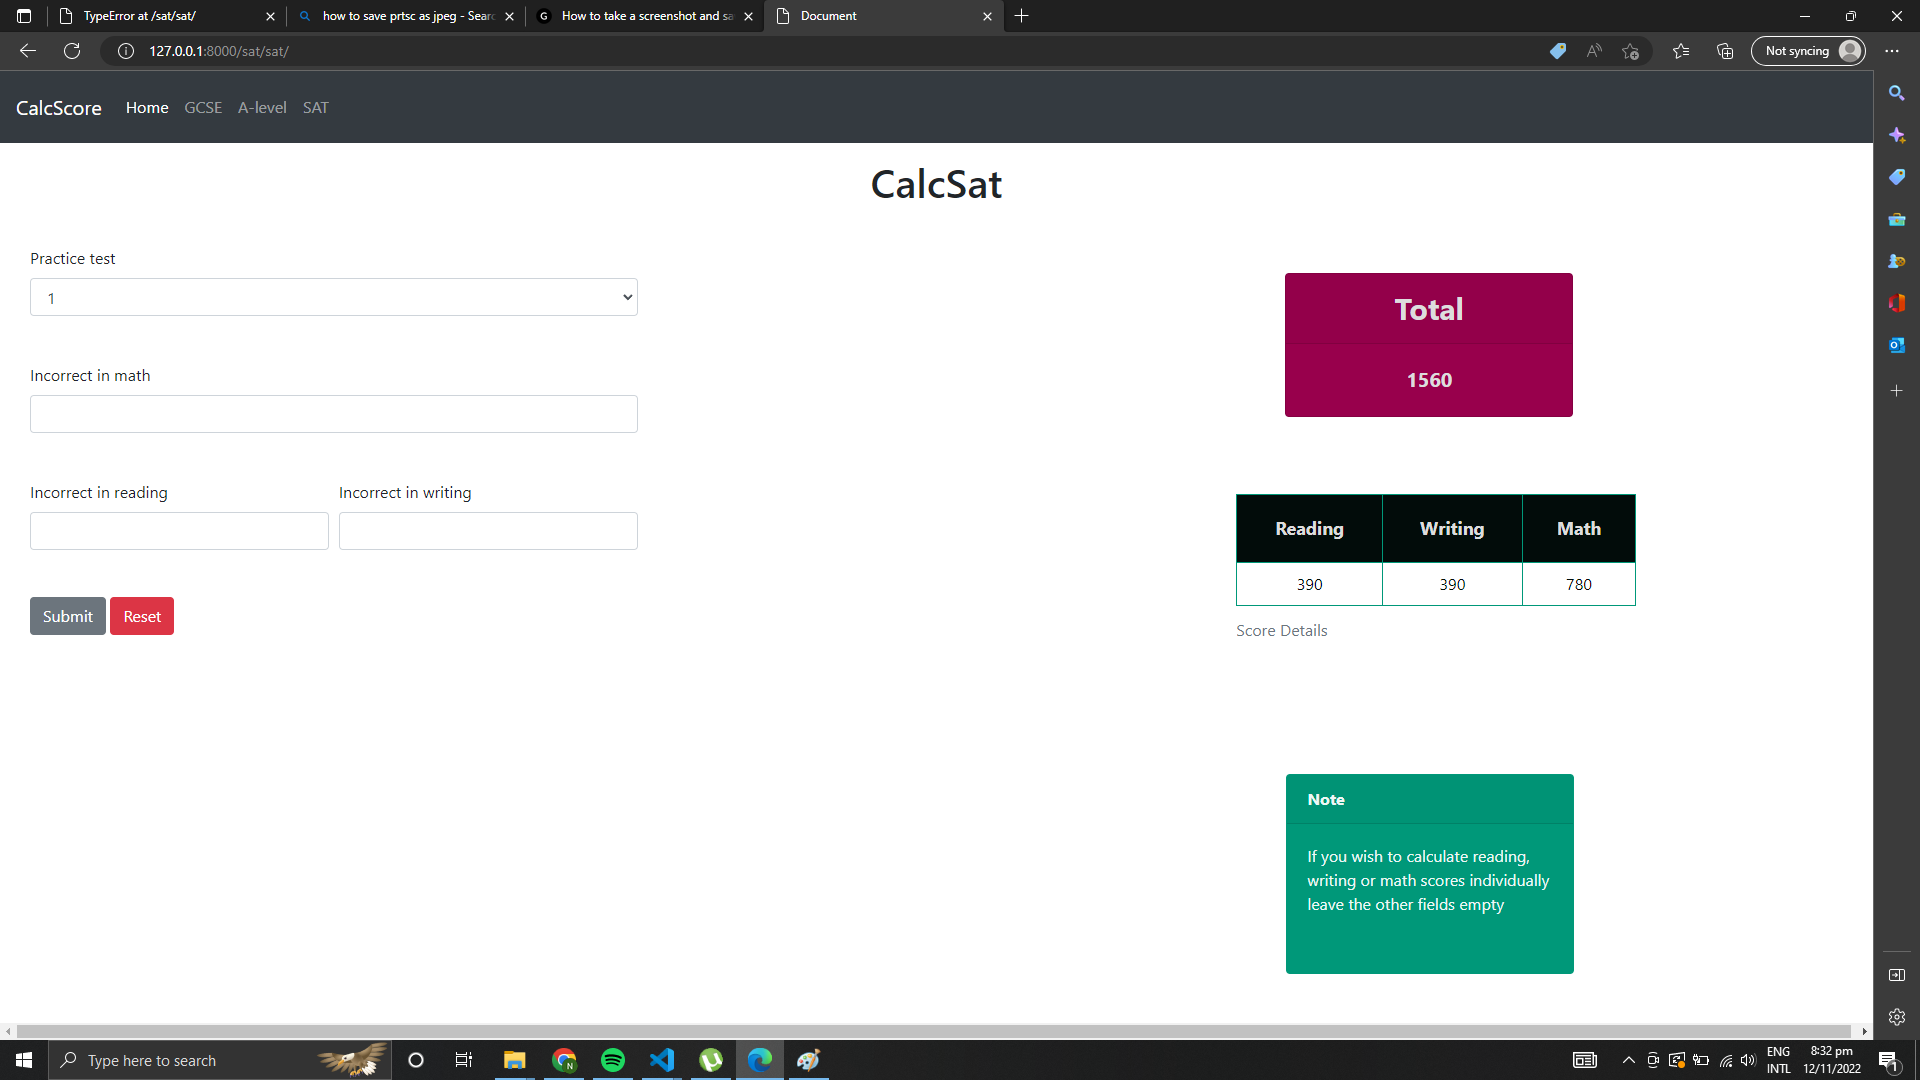 TypeError at /sat/sat/
how to save prtsc as jpeg - Sear
How to take a screenshot and sa
Document
127.0.0.1:8000/sat/sat/
Not syncing
CalcScore Home GCSE A-level SAT
CalcSat
Practice test
1
Incorrect in math
Incorrect in reading Incorrect in writing
Submit Reset
Total
1560
Reading Writing Math
390 390 780
Score Details
Note
If you wish to calculate reading,
writing or math scores individually
leave the other fields empty
Type here to search
ENG
INTL
8:32 pm
12/11/2022
1